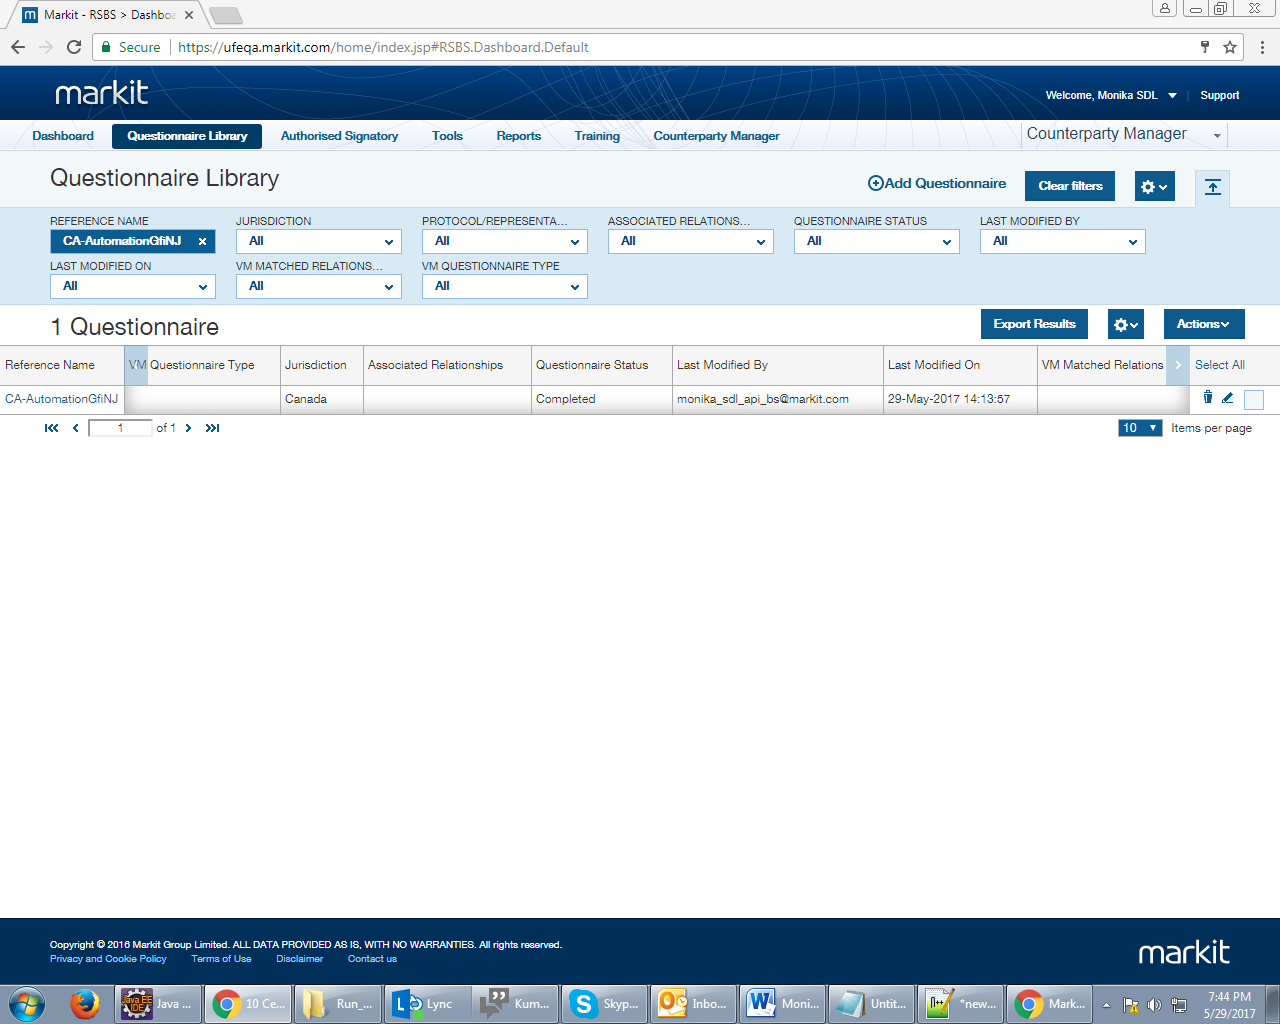 Markit - RSBS > Dashbo
Secure https://ufeqa.markit.com/home/index.jsp#RSBS.Dashboard.Default
markit
Welcome, Monika SDL Support
Dashboard Questionnaire Library Authorised Signatory Tools Reports Training Counterparty Manager Counterparty Manager
Questionnaire Library
Add Questionnaire Clear filters
REFERENCE NAME JURISDICTION PROTOCOL/REPRESENTA... ASSOCIATED RELATIONS... QUESTIONNAIRE STATUS LAST MODIFIED BY
CA-AutomationGfiNJ All All All All All
LAST MODIFIED ON VM MATCHED RELATIONS... VM QUESTIONNAIRE TYPE
All All All
1 Questionnaire Export Results Actions
Reference Name VM Questionnaire Type Jurisdiction Associated Relationships Questionnaire Status Last Modified By Last Modified On VM Matched Relations Select All
CA-AutomationGfiNJ Canada Completed monika_sdl_api_bs@markit.com 29-May-2017 14:13:57
1 of 1 10 Items per page
Copyright © 2016 Markit Group Limited. ALL DATA PROVIDED AS IS, WITH NO WARRANTIES. All rights reserved.
Privacy and Cookie Policy Terms of Use Disclaimer Contact us
markit
Java EE IDE Java ... 10 Ce... Run_... Lync Kum... Skyp... Inbo... Moni... Untit... *new... Mark... 7:44 PM
5/29/2017